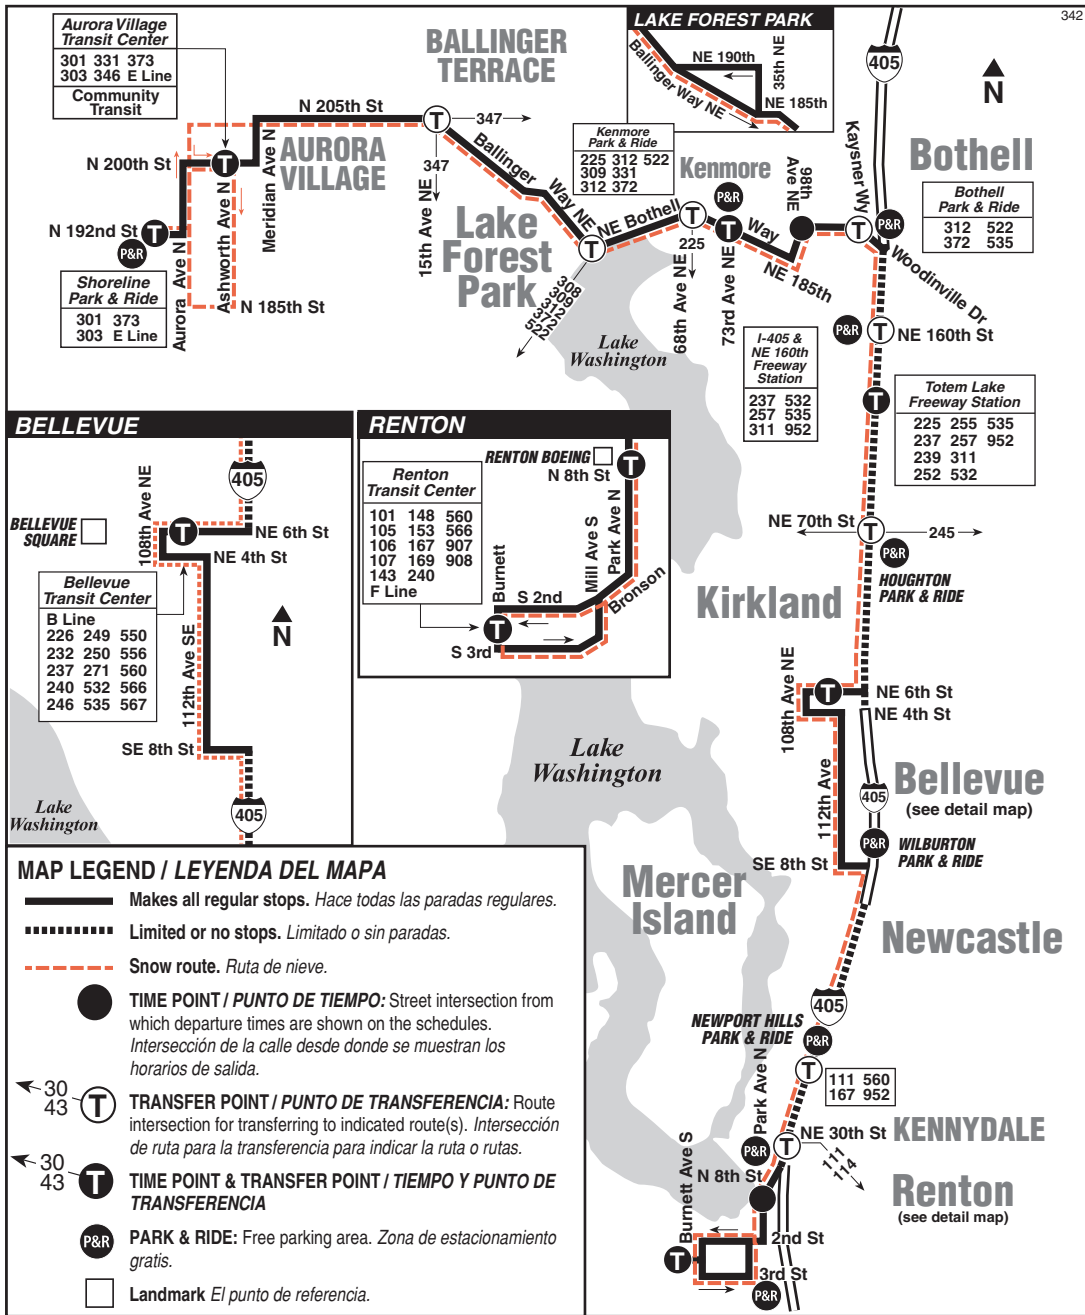 342
Aurora Village
Transit Center
301 331 373
303 346 E Line
Community
Transit
BALLINGER
TERRACE
LAKE FOREST PARK
NE 190th
35th NE
Ballinger Way NE
NE 185th
405
N
Bothell
N 205th St
347
347
Meridian Ave N
AURORA
VILLAGE
N 200th St
Ashworth Ave N
N 192nd St
P&R
Aurora Ave N
N 185th St
Shoreline
Park & Ride
301 373
303 E Line
T
T
T
15th Ave NE
Ballinger Way NE
Lake
Forest
Park
T
308
309
312
372
522
Kenmore
Park & Ride
225 312 522
309 331
312 372
Kenmore
P&R
NE Bothell Way
T
T
225
68th Ave NE
73rd Ave NE
98th
Ave NE
NE 185th
Kaysner Wy
T
P&R
Woodinville Dr
Bothell
Park & Ride
312 522
372 535
Lake
Washington
P&R
T
NE 160th St
I-405 &
NE 160th
Freeway
Station
237 532
257 535
311 952
T
Totem Lake
Freeway Station
225 255 535
237 257 952
239 311
252 532
NE 70th St
T
245
P&R
HOUGHTON
PARK & RIDE
Kirkland
BELLEVUE
405
108th Ave NE
T
NE 6th St
NE 4th St
BELLEVUE
SQUARE
Bellevue
Transit Center
B Line
226 249 550
232 250 556
237 271 560
240 532 566
246 535 567
N
112th Ave SE
SE 8th St
405
Lake
Washington
RENTON
RENTON BOEING
T
N 8th St
Renton
Transit Center
101 148 560
105 153 566
106 167 907
107 169 908
143 240
F Line
Burnett
Mill Ave S
Park Ave N
Bronson
S 2nd
T
S 3rd
108th Ave NE
T
NE 6th St
NE 4th St
Lake
Washington
112th Ave
405
Bellevue
(see detail map)
P&R
WILBURTON
PARK & RIDE
SE 8th St
Mercer
Island
Newcastle
405
NEWPORT HILLS
PARK & RIDE
P&R
T
111 560
167 952
Park Ave N
P&R
T
NE 30th St
KENNYDALE
111
114
Burnett Ave S
N 8th St
Renton
(see detail map)
2nd St
T
3rd St
P&R
MAP LEGEND / LEYENDA DEL MAPA
Makes all regular stops. Hace todas las paradas regulares.
Limited or no stops. Limitado o sin paradas.
Snow route. Ruta de nieve.
TIME POINT / PUNTO DE TIEMPO: Street intersection from
which departure times are shown on the schedules.
Intersección de la calle desde donde se muestran los
horarios de salida.
30
43
T
TRANSFER POINT / PUNTO DE TRANSFERENCIA: Route
intersection for transferring to indicated route(s). Intersección
de ruta para la transferencia para indicar la ruta o rutas.
30
43
T
TIME POINT & TRANSFER POINT / TIEMPO Y PUNTO DE
TRANSFERENCIA
P&R
PARK & RIDE: Free parking area. Zona de estacionamiento
gratis.
Landmark El punto de referencia.